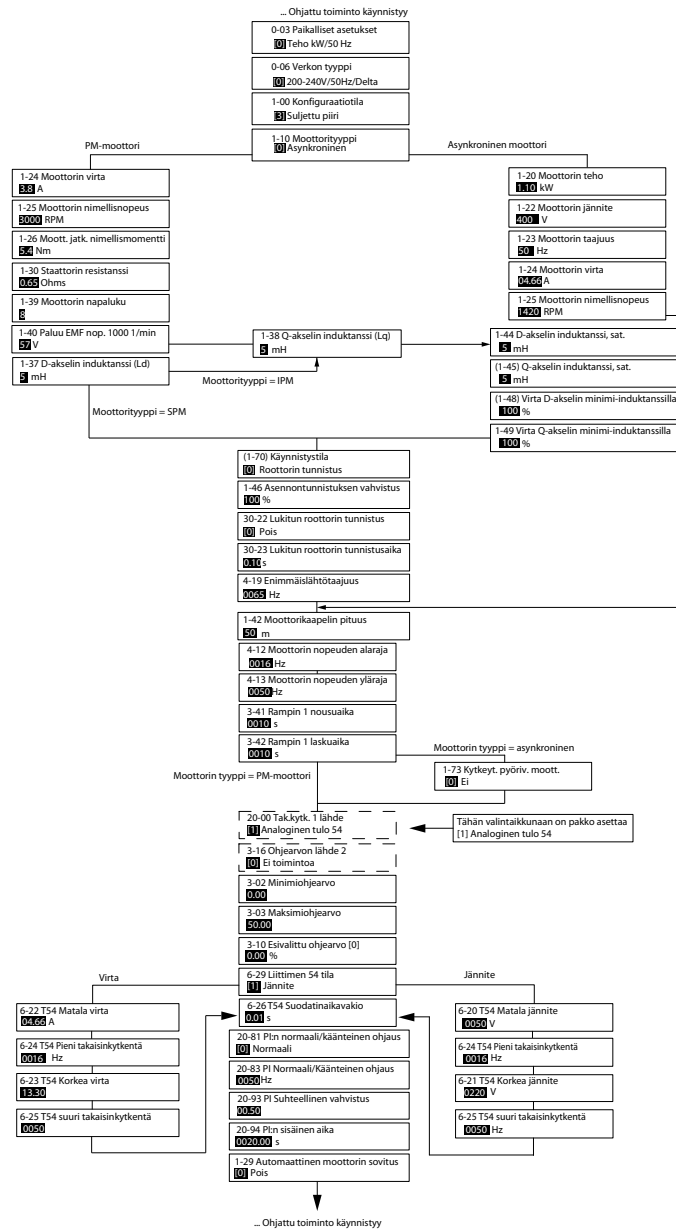 ... Ohjattu toiminto käynnistyy
0-03 Paikalliset asetukset
[0] Teho kW/50 Hz
0-06 Verkon tyyppi
[0] 200-240V/50Hz/Delta
1-00 Konfiguraatiotila
[3] Suljettu piiri
1-10 Moottorityyppi
[0] Asynkroninen
PM-moottori
Asynkroninen moottori
1-24 Moottorin virta
3.8 A
1-25 Moottorin nimellisnopeus
3000 RPM
1-26 Moott. jatk. nimellismomentti
5.4 Nm
1-30 Staattorin resistanssi
0.65 Ohms
1-39 Moottorin napaluku
8
1-40 Paluu EMF nop. 1000 1/min
57 V
1-37 D-akselin induktanssi (Ld)
5 mH
1-20 Moottorin teho
1.10 kW
1-22 Moottorin jännite
400 V
1-23 Moottorin taajuus
50 Hz
1-24 Moottorin virta
04.66 A
1-25 Moottorin nimellisnopeus
1420 RPM
1-38 Q-akselin induktanssi (Lq)
5 mH
Moottorityyppi = IPM
Moottorityyppi = SPM
1-44 D-akselin induktanssi, sat.
5 mH
(1-45) Q-akselin induktanssi, sat.
5 mH
(1-48) Virta D-akselin minimi-induktanssilla
100 %
1-49 Virta Q-akselin minimi-induktanssilla
100 %
(1-70) Käynnistystila
[0] Roottorin tunnistus
1-46 Asennontunnistuksen vahvistus
100 %
30-22 Lukitun roottorin tunnistus
[0] Pois
30-23 Lukitun roottorin tunnistusaika
0.10 s
4-19 Enimmäislähtötaajuus
0065 Hz
1-42 Moottorikaapelin pituus
50 m
4-12 Moottorin nopeuden alaraja
0016 Hz
4-13 Moottorin nopeuden yläraja
0050 Hz
3-41 Rampin 1 nousuaika
0010 s
3-42 Rampin 1 laskuaika
0010 s
Moottorin tyyppi = asynkroninen
Moottorin tyyppi = PM-moottori
1-73 Kytkeyt. pyöriv. moott.
[0] Ei
20-00 Tak.kytk. 1 lähde
[1] Analoginen tulo 54
Tähän valintaikkunaan on pakko asettaa
[1] Analoginen tulo 54
3-16 Ohjearvon lähde 2
[0] Ei toimintoa
3-02 Minimiohjearvo
0.00
3-03 Maksimiohjearvo
50.00
3-10 Esivalittu ohjearvo [0]
0.00 %
6-29 Liittimen 54 tila
[1] Jännite
Virta
Jännite
6-22 T54 Matala virta
04.66 A
6-24 T54 Pieni takaisinkytkentä
0016 Hz
6-23 T54 Korkea virta
13.30
6-25 T54 suuri takaisinkytkentä
0050
6-26 T54 Suodatinaikavakio
0.01 s
20-81 PI:n normaali/käänteinen ohjaus
[0] Normaali
20-83 PI Normaali/Käänteinen ohjaus
0050 Hz
20-93 PI Suhteellinen vahvistus
00.50
20-94 PI:n sisäinen aika
0020.00 s
1-29 Automaattinen moottorin sovitus
[0] Pois
6-20 T54 Matala jännite
0050 V
6-24 T54 Pieni takaisinkytkentä
0016 Hz
6-21 T54 Korkea jännite
0220 V
6-25 T54 suuri takaisinkytkentä
0050 Hz
... Ohjattu toiminto käynnistyy